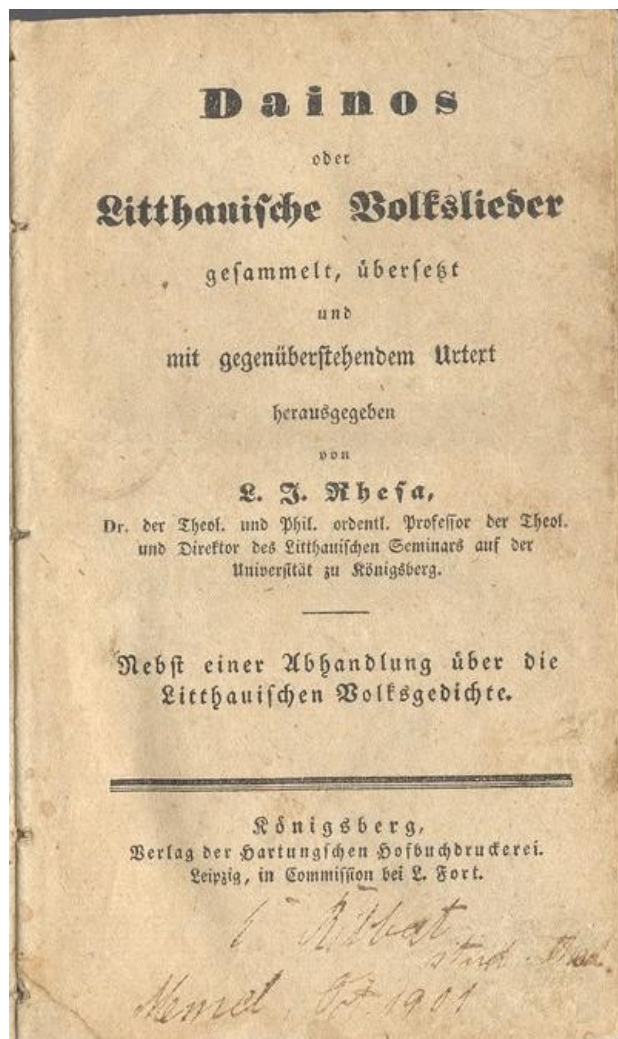 Dainos
oder
Litthauische Volkslieder
gesammelt, übersetzt
und
mit gegenüberstehendem Urtext
herausgegeben
von
L. J. Rhesa,
Dr. der Theol. und Phil. ordentl. Professor der Theol.
und Direktor des Litthauischen Seminars auf der
Universität zu Königsberg.
Nebst einer Abhandlung über die
Litthauischen Volksgedichte.
Königsberg,
Verlag der Hartungschen Hofbuchdruckerei.
Leipzig, in Commission bei L. Fort.
stud.
Memel, 1901